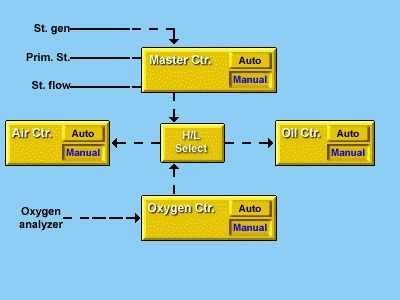 St. gen
Prim. St.
St. flow
Master Ctr.
Auto
Manual
Air Ctr.
Auto
Manual
H/L
Select
Oil Ctr.
Auto
Manual
Oxygen
analyzer
Oxygen Ctr.
Auto
Manual